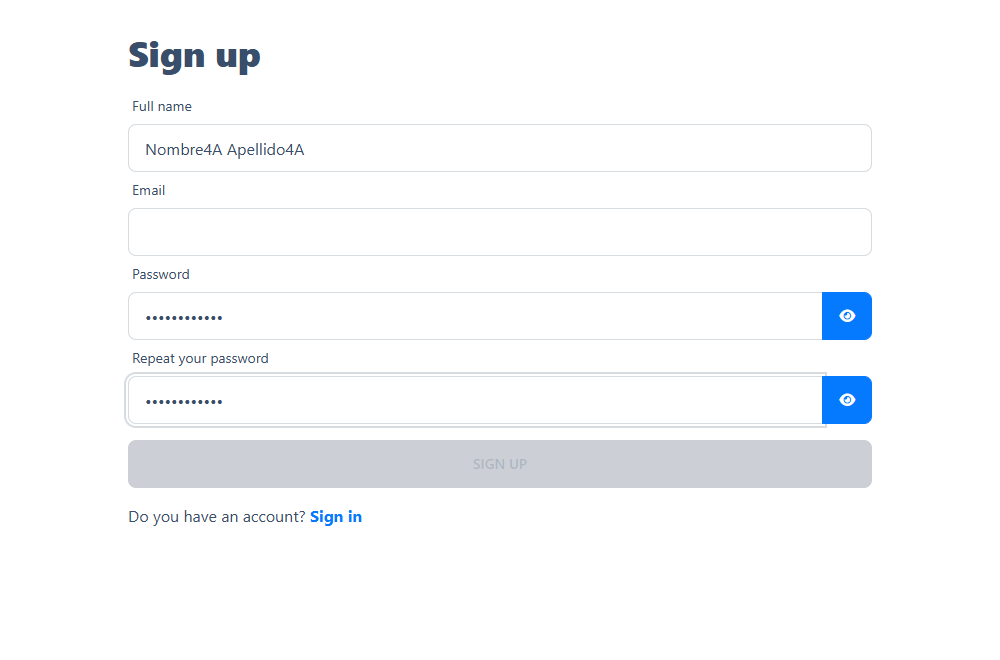 Sign up
Full name
Nombre4A Apellido4A
Email
Password
••••••••••••
Repeat your password
••••••••••••
SIGN UP
Do you have an account? Sign in